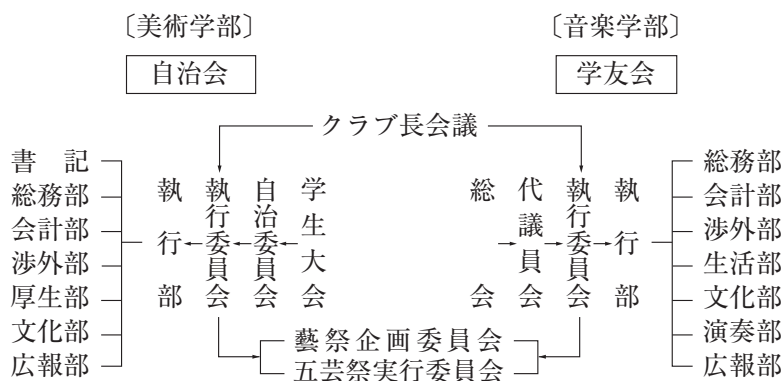 〔美術学部〕
自治会
〔音楽学部〕
学友会
クラブ長会議
書記
総務部
会計部
渉外部
厚生部
文化部
広報部
執行部
執行委員会
自治委員会
学生大会
総会
代議員会
執行委員会
執行部
総務部
会計部
渉外部
生活部
文化部
演奏部
広報部
藝祭企画委員会
五芸祭実行委員会